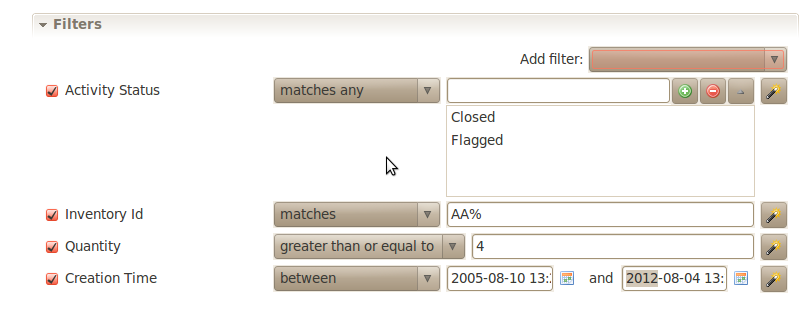 Filters
Add filter:
Activity Status matches any
Closed
Flagged
Inventory Id matches AA%
Quantity greater than or equal to 4
Creation Time between 2005-08-10 13: and 2012-08-04 13: